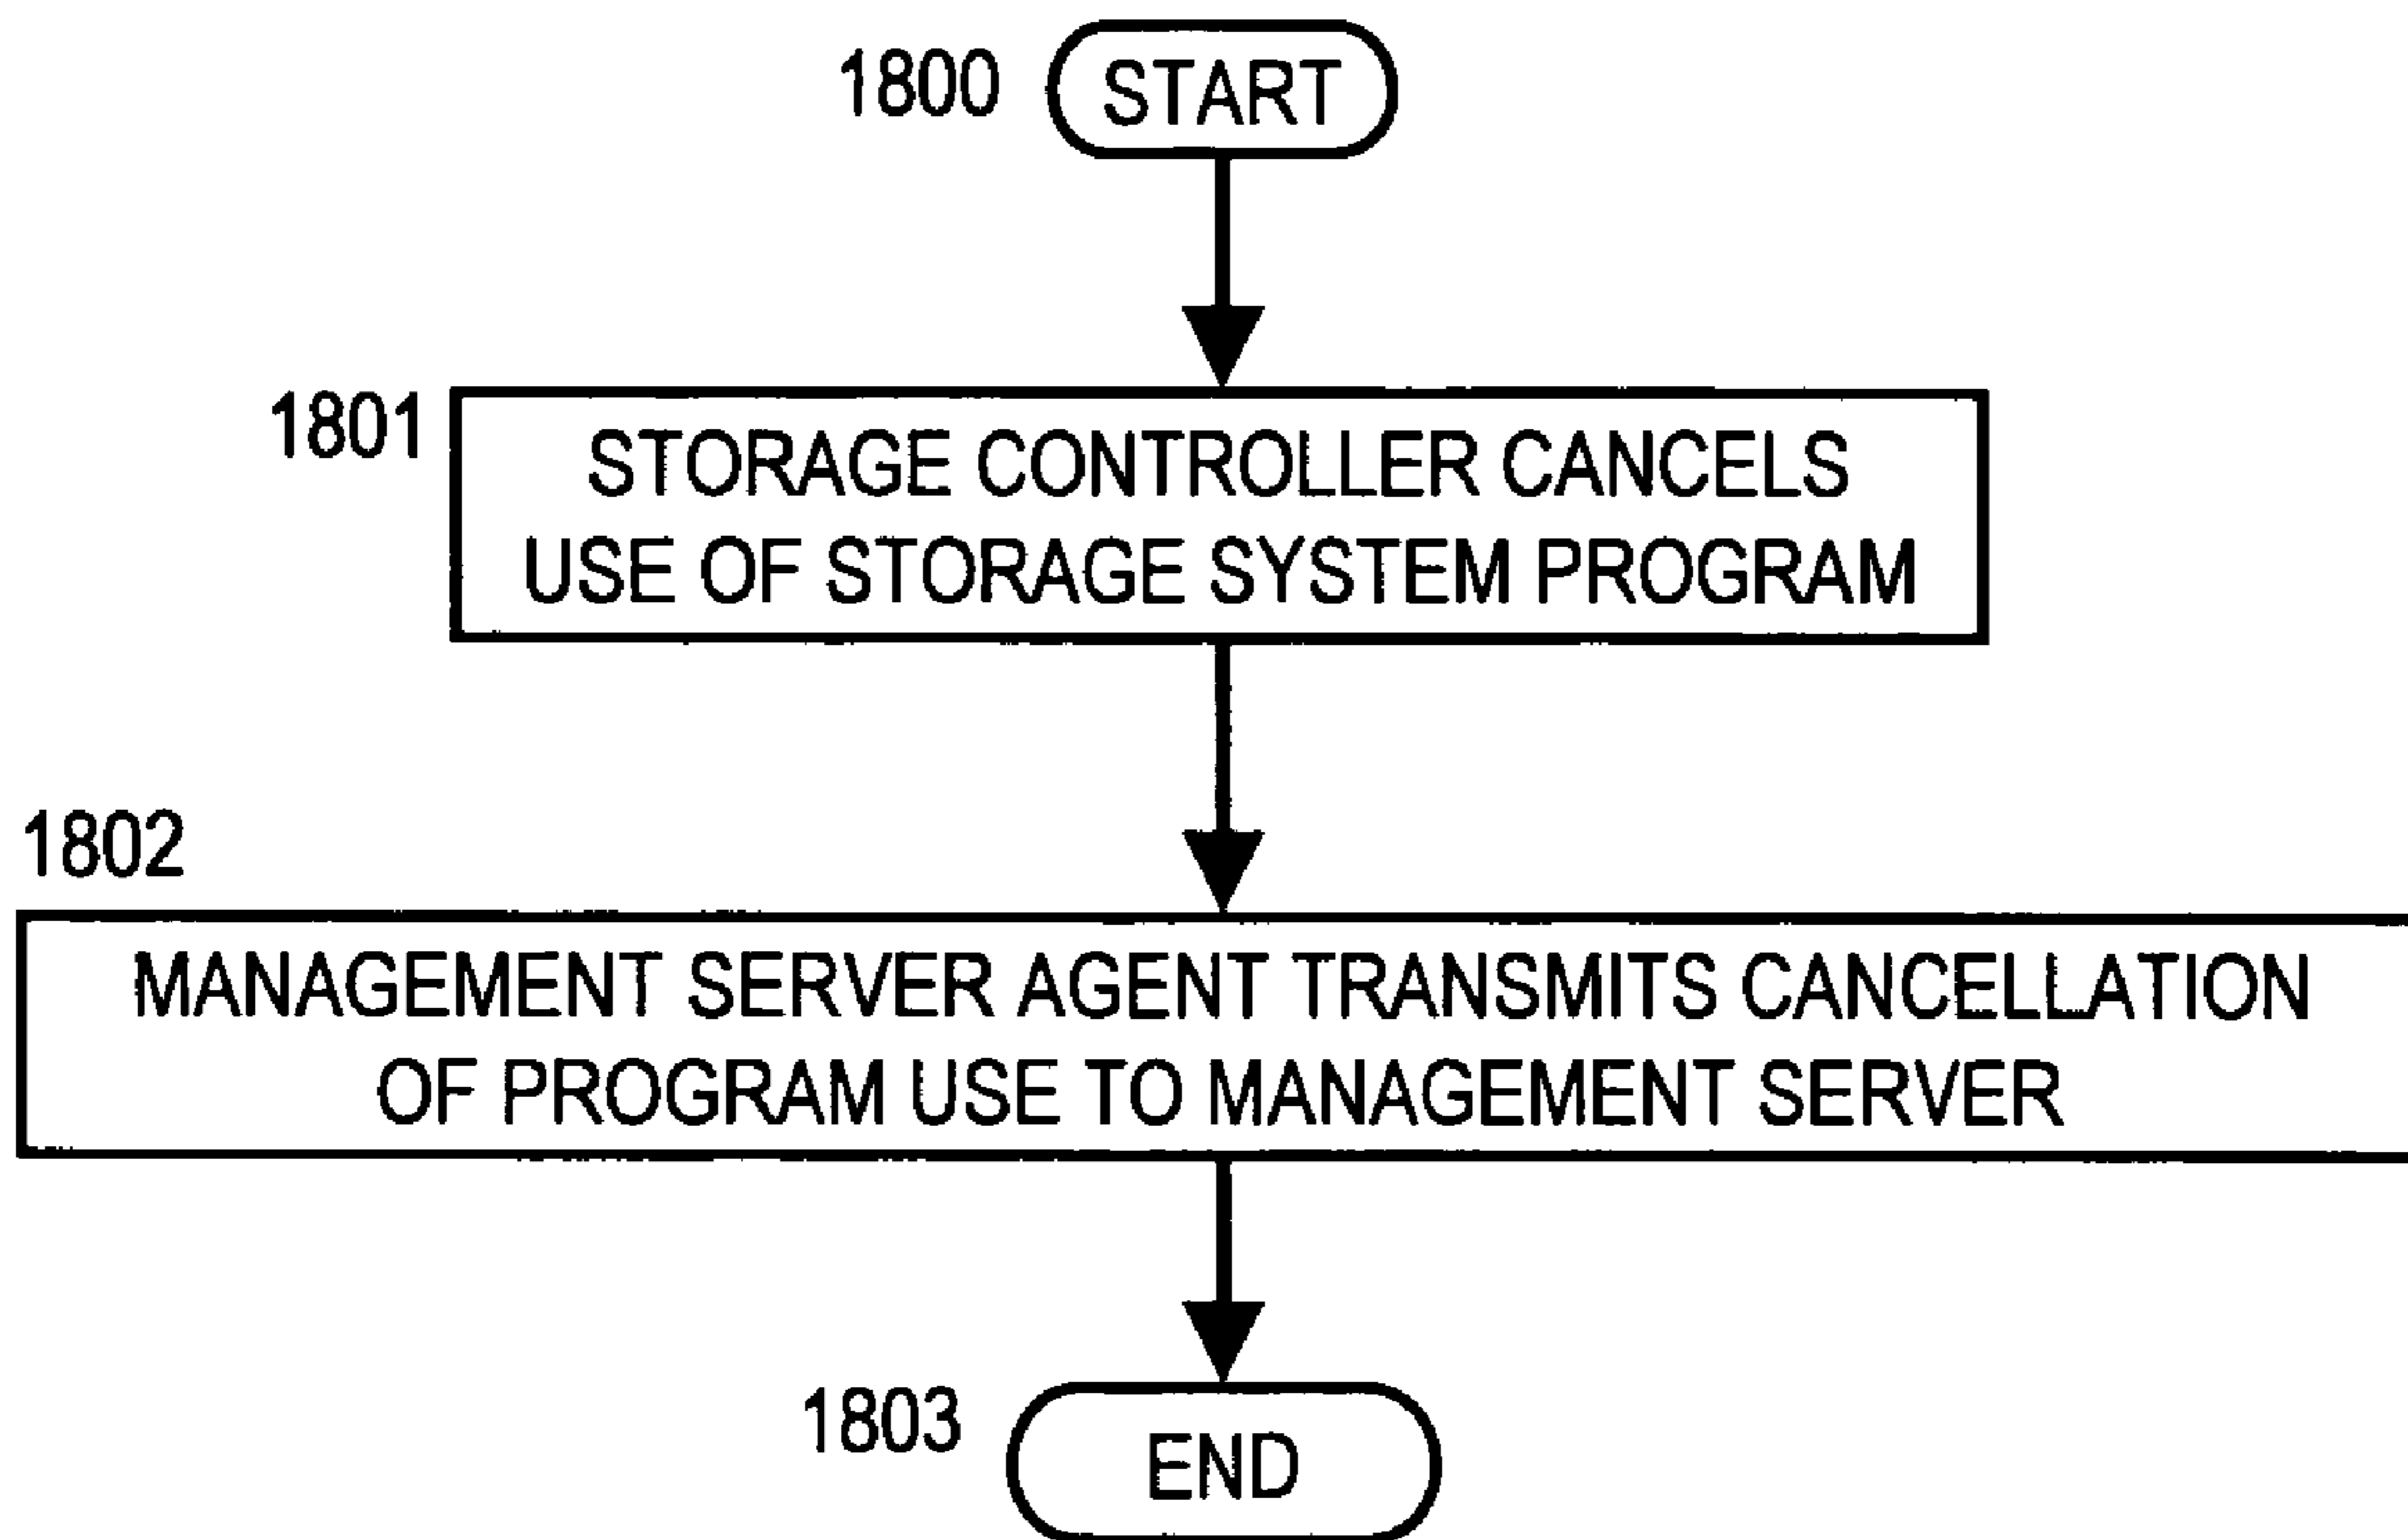 1800
START
1801
STORAGE CONTROLLER CANCELS
USE OF STORAGE SYSTEM PROGRAM
1802
MANAGEMENT SERVER AGENT TRANSMITS CANCELLATION
OF PROGRAM USE TO MANAGEMENT SERVER
1803
END